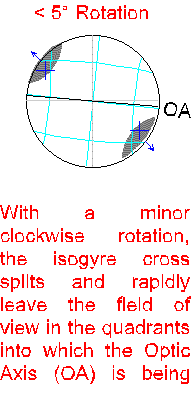 < 5° Rotation
OA
With a minor
clockwise rotation,
the isogyre cross
splits and rapidly
leave the field of
view in the quadrants
into which the Optic
Axis (OA) is being